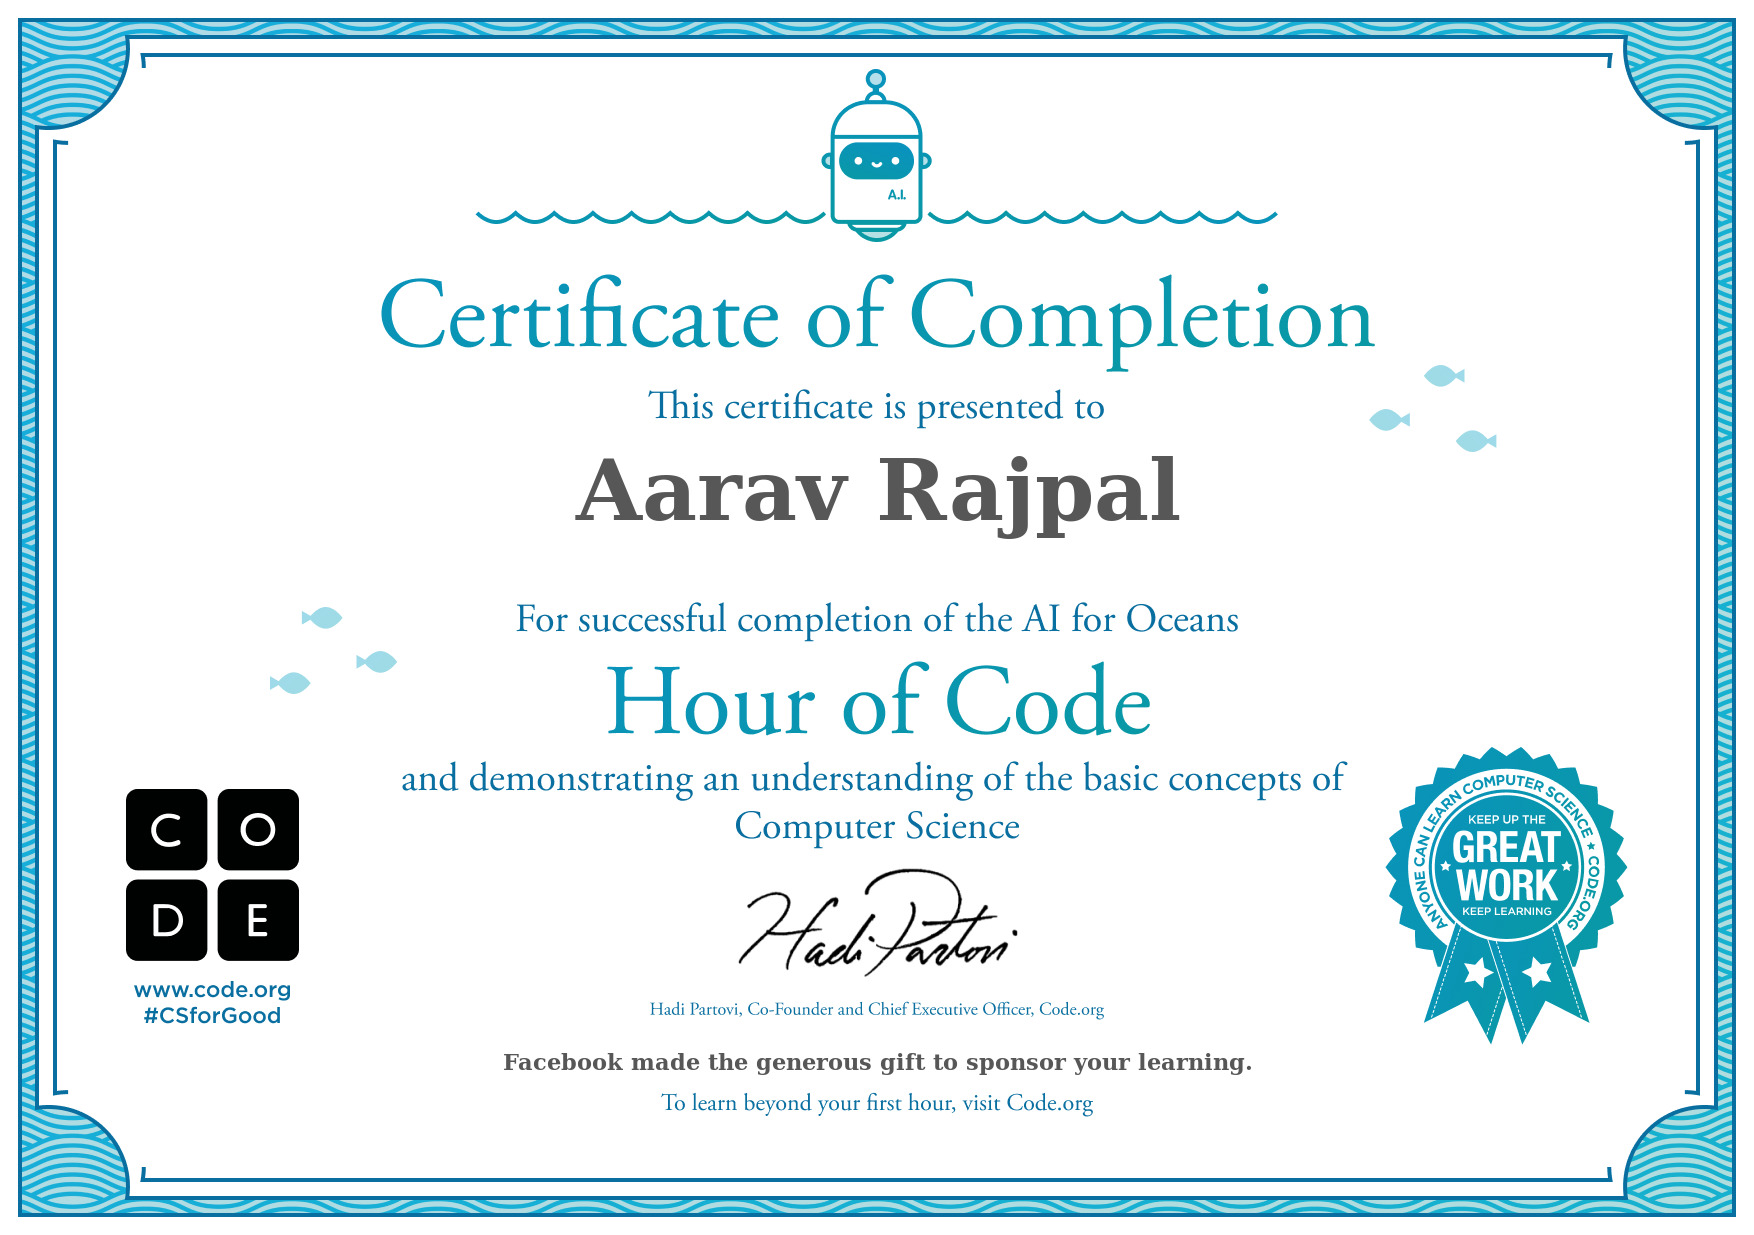 A.I.
Certificate of Completion
This certificate is presented to
Aarav Rajpal
For successful completion of the AI for Oceans
Hour of Code
and demonstrating an understanding of the basic concepts of
Computer Science
Hadi Partovi
Hadi Partovi, Co-Founder and Chief Executive Officer, Code.org
Facebook made the generous gift to sponsor your learning.
To learn beyond your first hour, visit Code.org
C O
D E
www.code.org
#CSforGood
ANYONE CAN LEARN COMPUTER SCIENCE ★ CODE.ORG
KEEP UP THE
GREAT
WORK
KEEP LEARNING